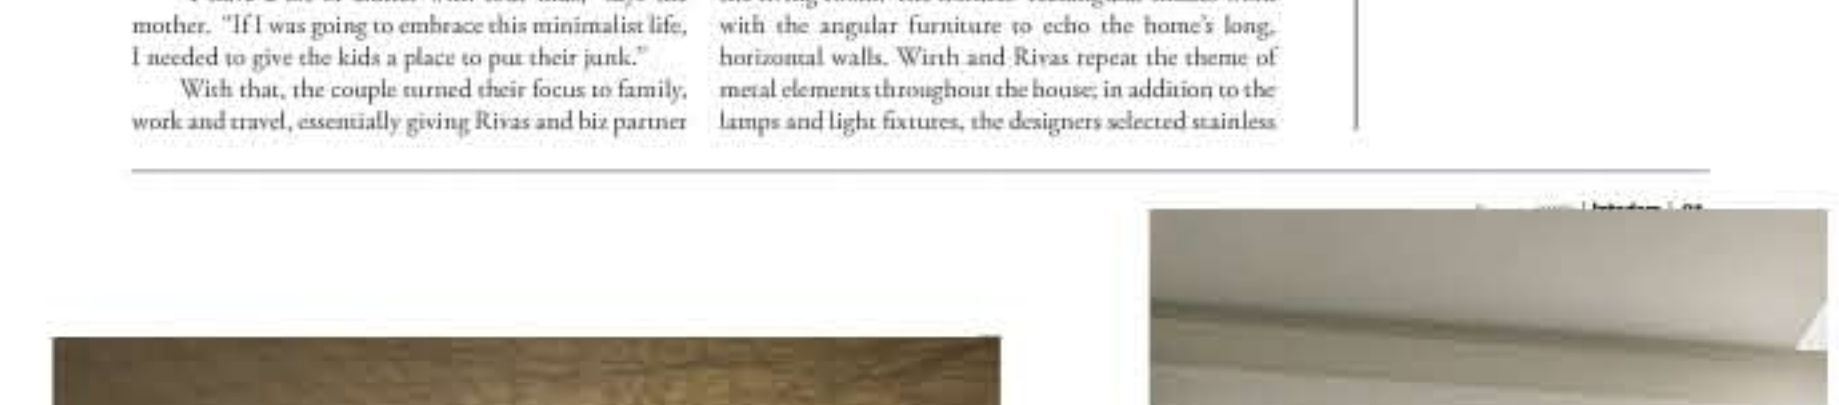 mother. "If I was going to embrace this minimalist life,
I needed to give the kids a place to put their junk."
With that, the couple turned their focus to family,
work and travel, essentially giving Rivas and biz partner
with the angular furniture to echo the home's long,
horizontal walls. Wirth and Rivas repeat the theme of
metal elements throughout the house; in addition to the
lamps and light fixtures, the designers selected stainless